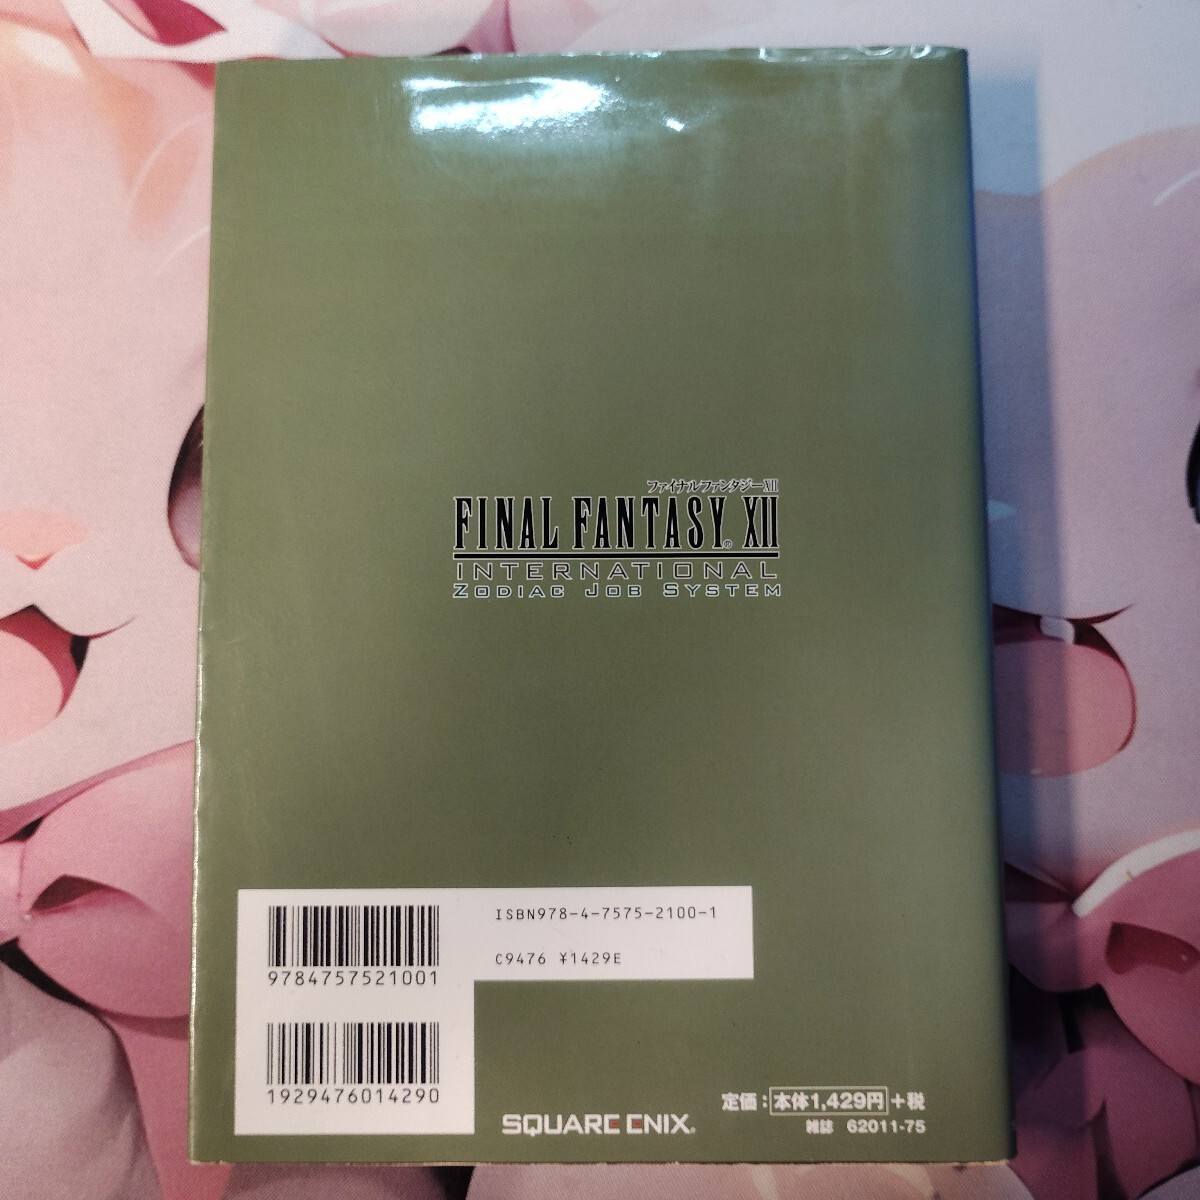 ファイナルファンタジーXII
FINAL FANTASY® XII
INTERNATIONAL
ZODIAC JOB SYSTEM
ISBN978-4-7575-2100-1
C9476 ¥1429E
9784757521001
1929476014290
定価：本体1,429円+税
雑誌 62011-75
SQUARE ENIX®